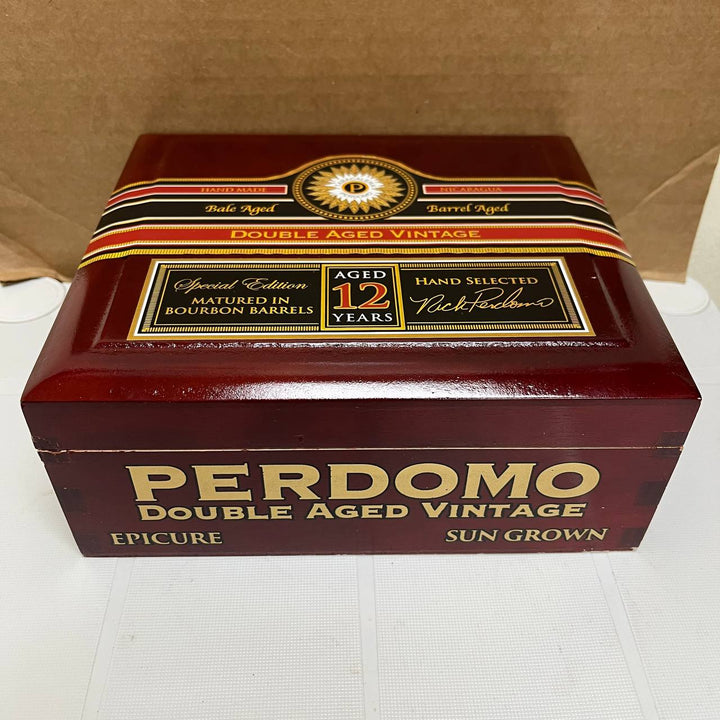 P
HAND MADE NICARAGUA
Bale Aged Barrel Aged
DOUBLE AGED VINTAGE
Special Edition
MATURED IN
BOURBON BARRELS
AGED
12
YEARS
HAND SELECTED
Nick Perdomo
PERDOMO
DOUBLE AGED VINTAGE
EPICURE SUN GROWN